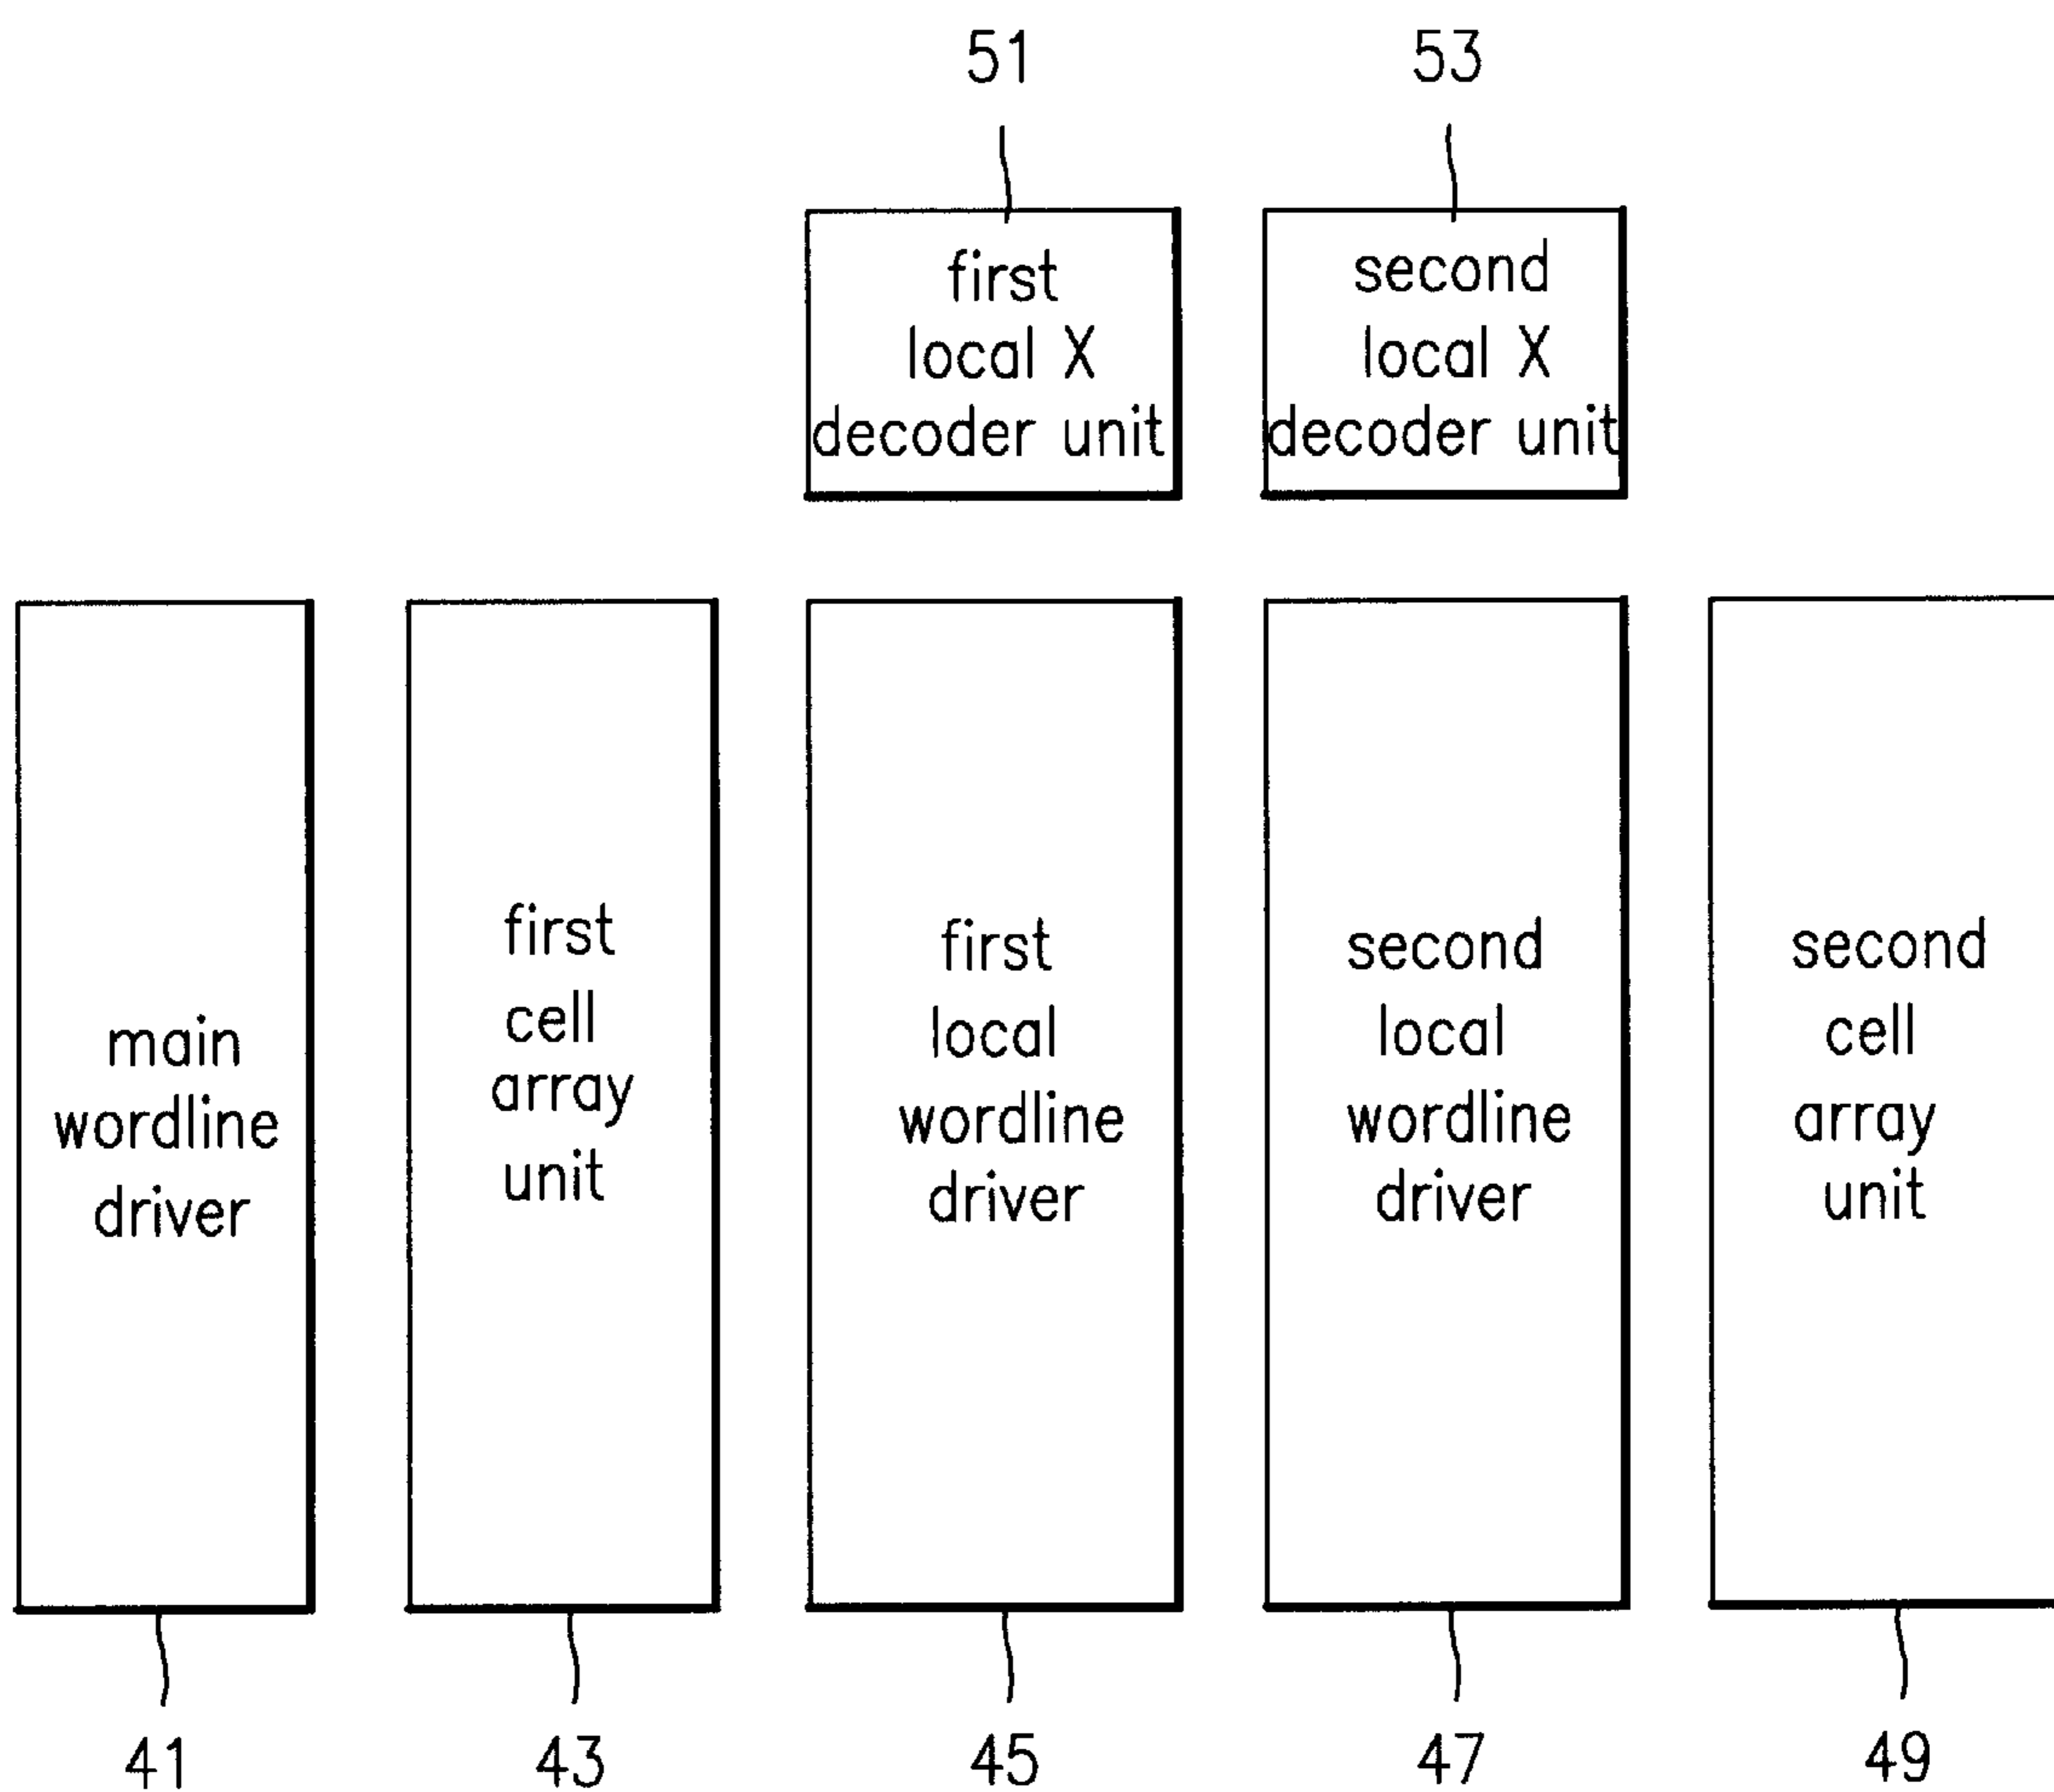 51
53
first
local X
decoder unit
second
local X
decoder unit
main
wordline
driver
first
cell
array
unit
first
local
wordline
driver
second
local
wordline
driver
second
cell
array
unit
41
43
45
47
49